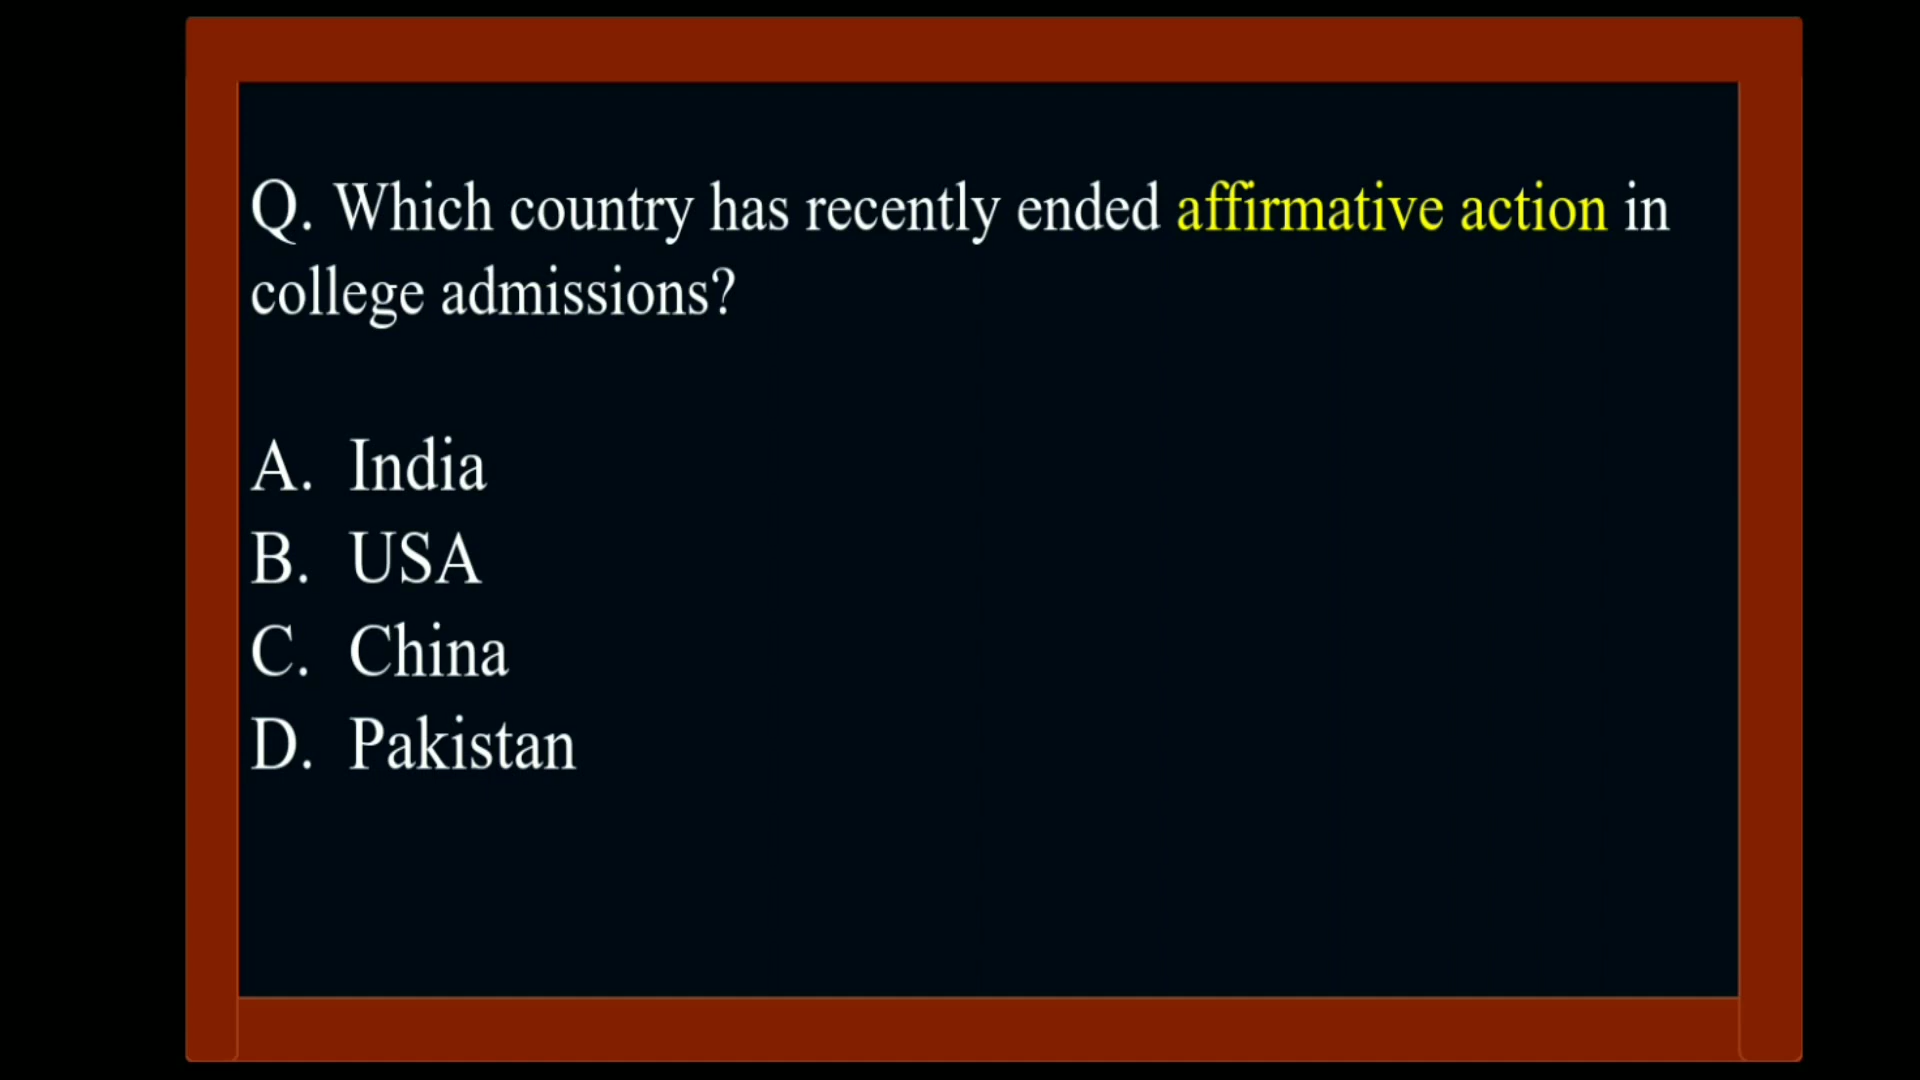 Q. Which country has recently ended affirmative action in
college admissions?
A. India
B. USA
C. China
D. Pakistan